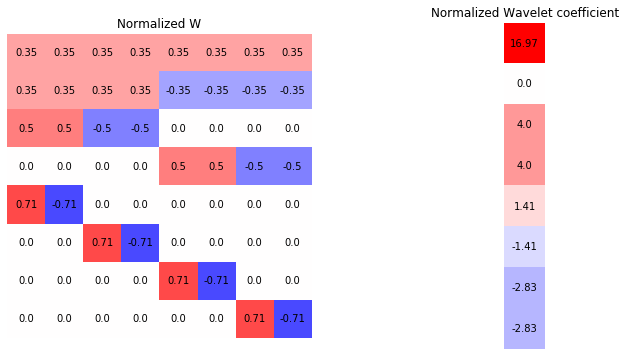 Normalized W
0.35 0.35 0.35 0.35 0.35 0.35 0.35 0.35
0.35 0.35 0.35 0.35 -0.35 -0.35 -0.35 -0.35
0.5 0.5 -0.5 -0.5 0.0 0.0 0.0 0.0
0.0 0.0 0.0 0.0 0.5 0.5 -0.5 -0.5
0.71 -0.71 0.0 0.0 0.0 0.0 0.0 0.0
0.0 0.0 0.71 -0.71 0.0 0.0 0.0 0.0
0.0 0.0 0.0 0.0 0.71 -0.71 0.0 0.0
0.0 0.0 0.0 0.0 0.0 0.0 0.71 -0.71
Normalized Wavelet coefficient
16.97
0.0
4.0
4.0
1.41
-1.41
-2.83
-2.83